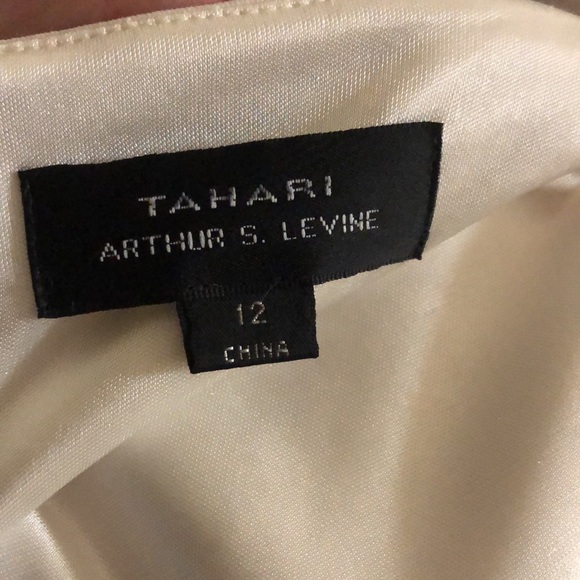 TAHARI
ARTHUR S. LEVINE
12
CHINA